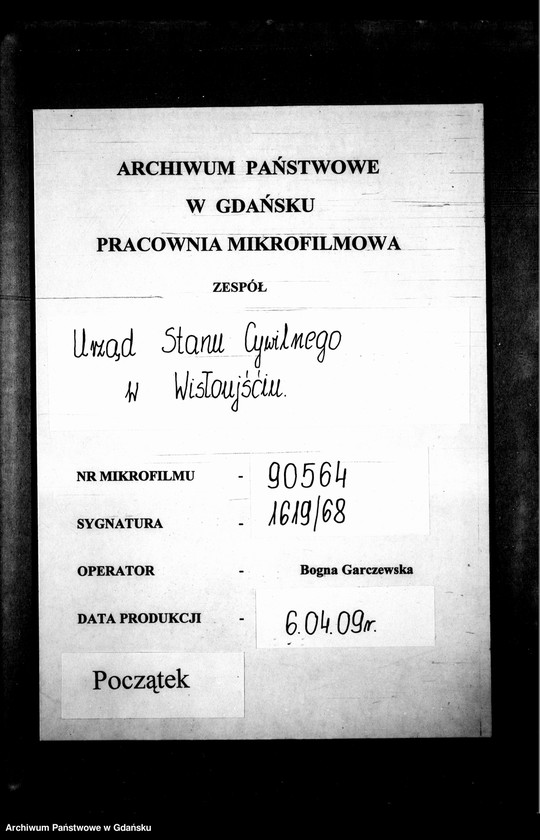 ARCHIWUM PAŃSTWOWE
W GDAŃSKU
PRACOWNIA MIKROFILMOWA
ZESPÓŁ
Urząd Stanu Cywilnego
w Wisłoujściu.
NR MIKROFILMU - 90564
SYGNATURA - 1619/68
OPERATOR - Bogna Garczewska
DATA PRODUKCJI - 6.04.09r.
Początek
Archiwum Państwowe w Gdańsku